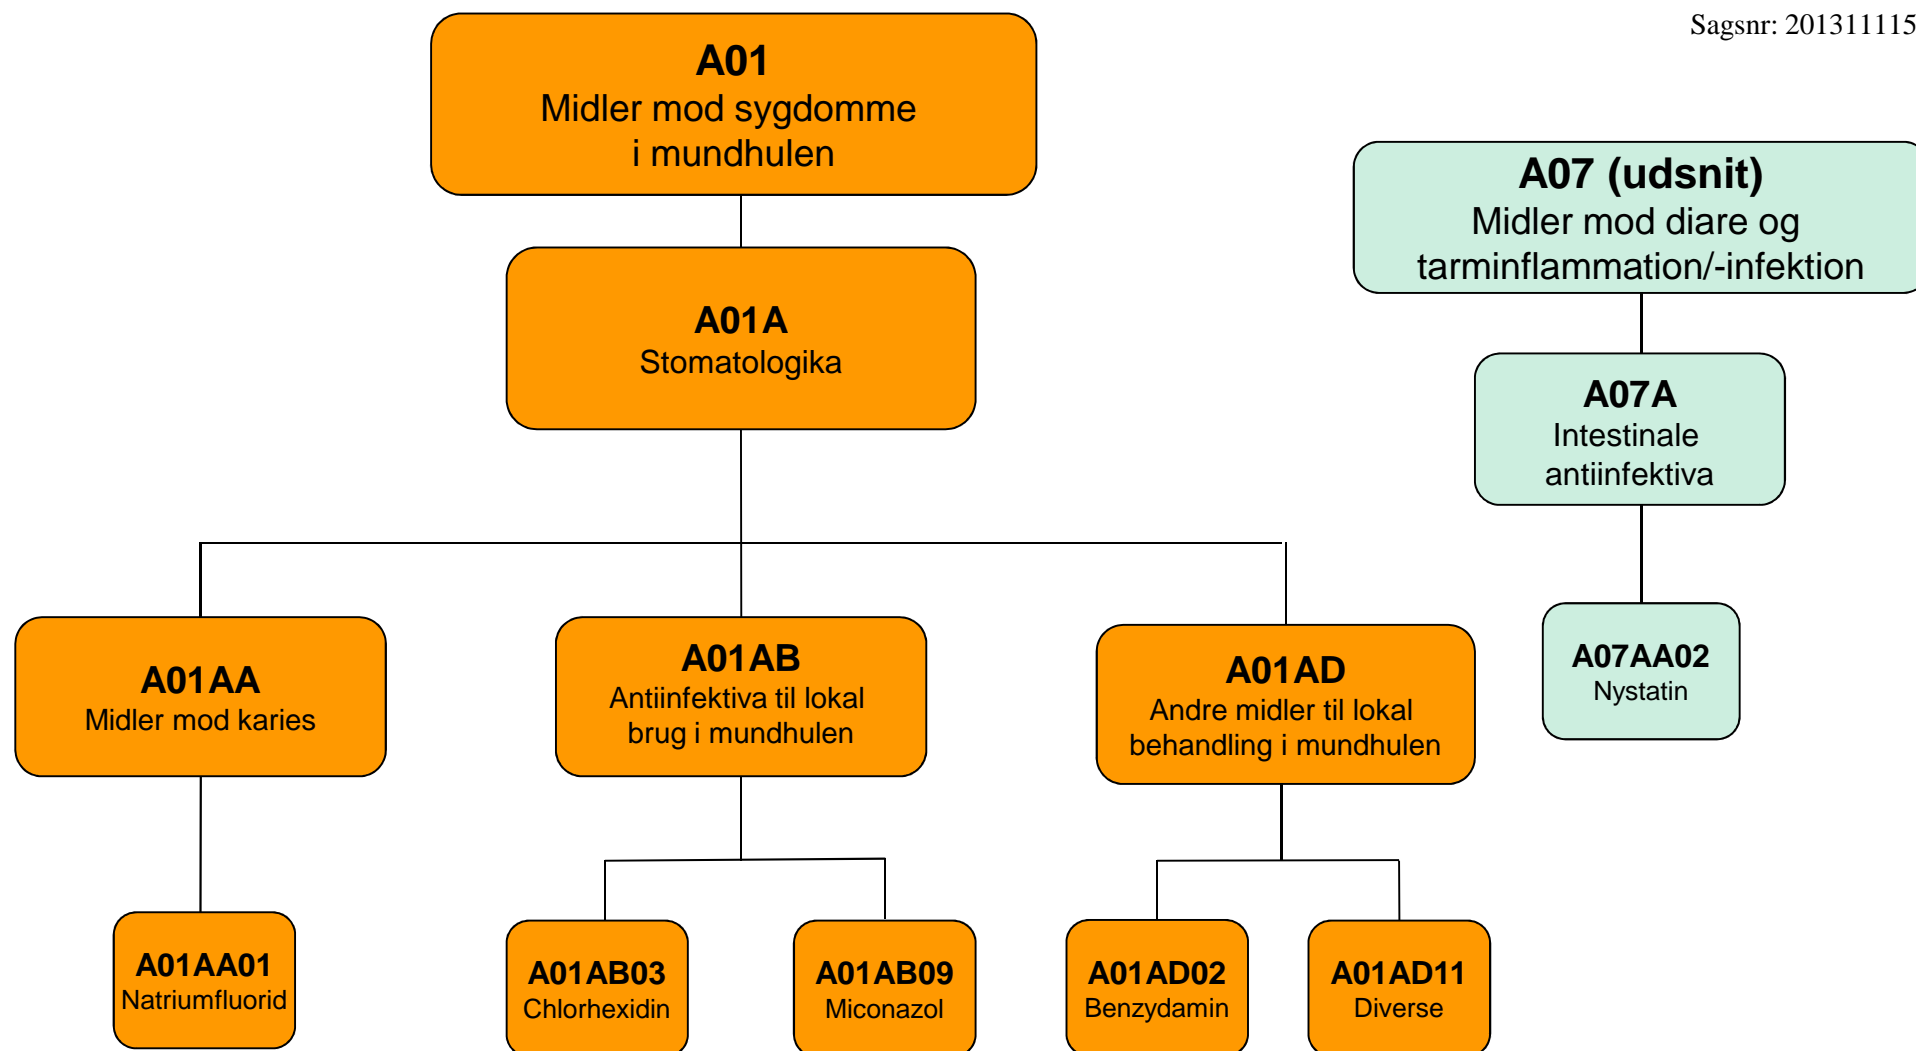 Sagsnr: 201311115
A01
Midler mod sygdomme
i mundhulen
A07 (udsnit)
Midler mod diare og
tarminflammation/-infektion
A01A
Stomatologika
A07A
Intestinale
antiinfektiva
A01AA
Midler mod karies
A01AB
Antiinfektiva til lokal
brug i mundhulen
A01AD
Andre midler til lokal
behandling i mundhulen
A07AA02
Nystatin
A01AA01
Natriumfluorid
A01AB03
Chlorhexidin
A01AB09
Miconazol
A01AD02
Benzydamin
A01AD11
Diverse